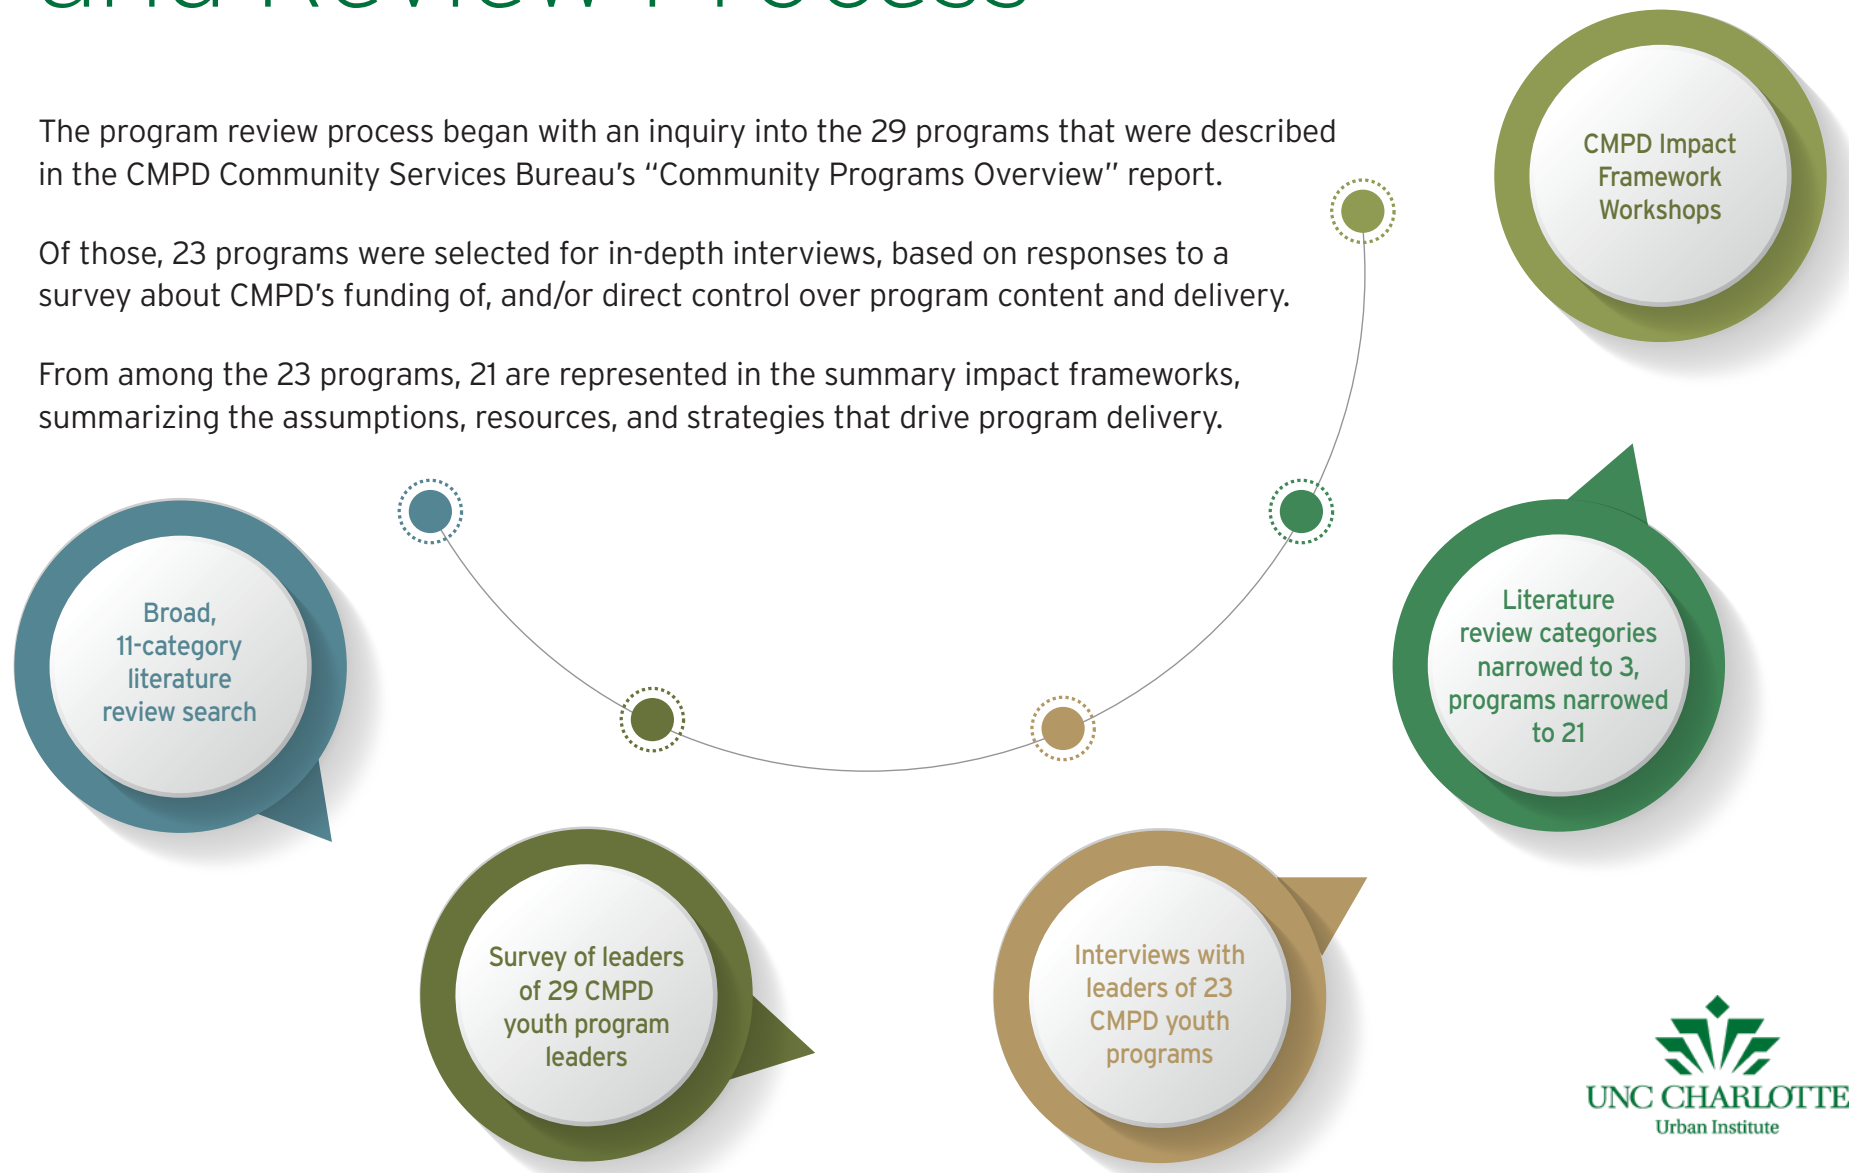 and Review Process
The program review process began with an inquiry into the 29 programs that were described
in the CMPD Community Services Bureau’s “Community Programs Overview” report.
Of those, 23 programs were selected for in-depth interviews, based on responses to a
survey about CMPD’s funding of, and/or direct control over program content and delivery.
From among the 23 programs, 21 are represented in the summary impact frameworks,
summarizing the assumptions, resources, and strategies that drive program delivery.
Broad,
11-category
literature
review search
Survey of leaders
of 29 CMPD
youth program
leaders
Interviews with
leaders of 23
CMPD youth
programs
Literature
review categories
narrowed to 3,
programs narrowed
to 21
CMPD Impact
Framework
Workshops
UNC CHARLOTTE
Urban Institute